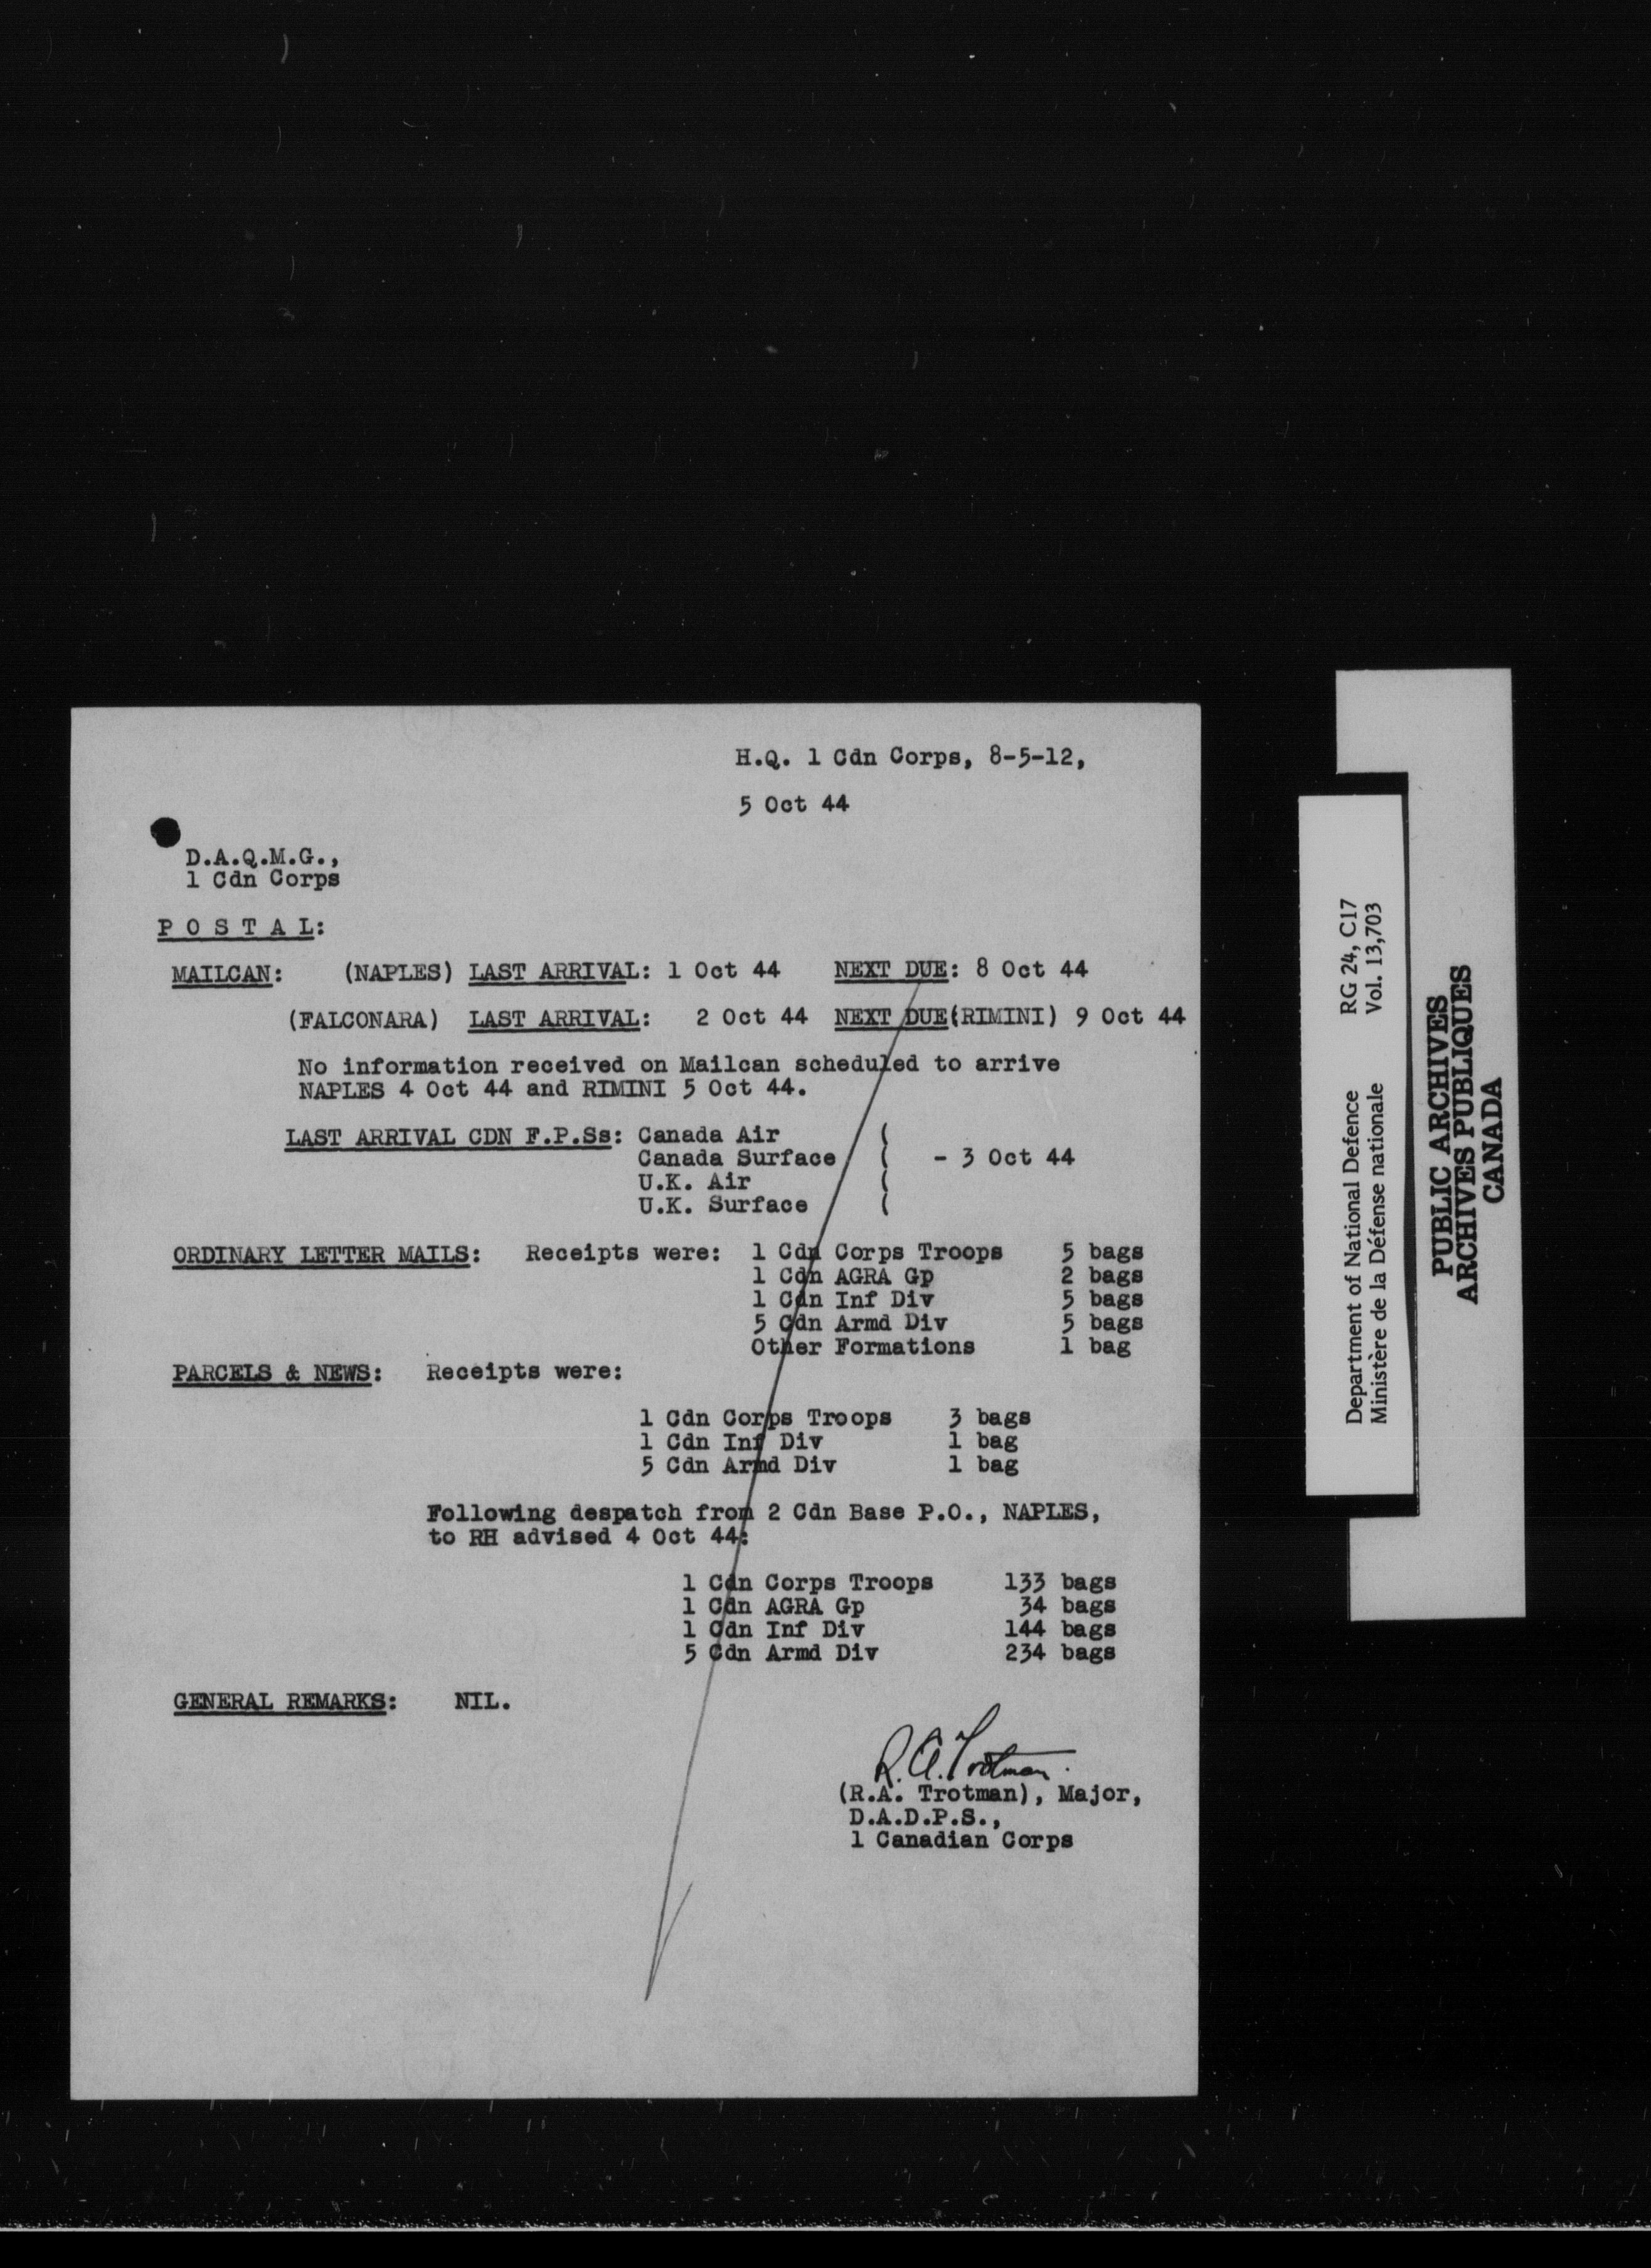 H.Q. 1 Cdn Corps, 8-5-12,
5 Oct 44
D.A.Q.M.G.,
1 Cdn Corps
P O S T A L:
MAILCAN: (NAPLES) LAST ARRIVAL: 1 Oct 44 NEXT DUE: 8 Oct 44
(FALCONARA) LAST ARRIVAL: 2 Oct 44 NEXT DUE(RIMINI) 9 Oct 44
No information received on Mailcan scheduled to arrive
NAPLES 4 Oct 44 and RIMINI 5 Oct 44.
LAST ARRIVAL CDN F.P.Ss: Canada Air (
Canada Surface ( - 3 Oct 44
U.K. Air (
U.K. Surface (
ORDINARY LETTER MAILS: Receipts were: 1 Cdn Corps Troops 5 bags
1 Cdn AGRA Gp 2 bags
1 Cdn Inf Div 5 bags
5 Cdn Armd Div 5 bags
Other Formations 1 bag
PARCELS & NEWS: Receipts were:
1 Cdn Corps Troops 3 bags
1 Cdn Inf Div 1 bag
5 Cdn Armd Div 1 bag
Following despatch from 2 Cdn Base P.O., NAPLES,
to RH advised 4 Oct 44:
1 Cdn Corps Troops 133 bags
1 Cdn AGRA Gp 34 bags
1 Cdn Inf Div 144 bags
5 Cdn Armd Div 234 bags
GENERAL REMARKS: NIL.
R.A. Trotman.
(R.A. Trotman), Major,
D.A.D.P.S.,
1 Canadian Corps
Department of National Defence RG 24, C17
Ministère de la Défense nationale Vol. 13,703
PUBLIC ARCHIVES
ARCHIVES PUBLIQUES
CANADA